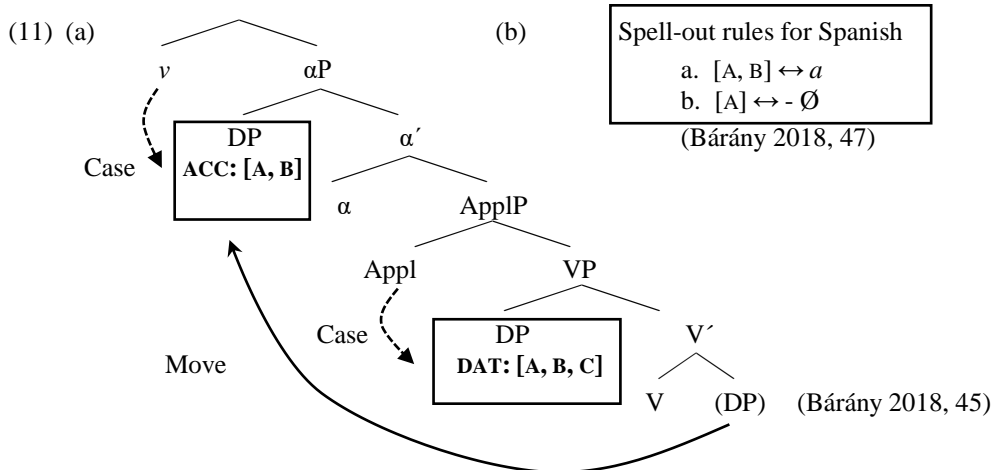 (11) (a)
(b)
Spell-out rules for Spanish
a. [A, B] ↔ a
b. [A] ↔ - Ø
(Bárány 2018, 47)
v
αP
DP
α´
Case
ACC: [A, B]
α
ApplP
Appl
VP
Case
DP
V´
DAT: [A, B, C]
Move
V
(DP)
(Bárány 2018, 45)